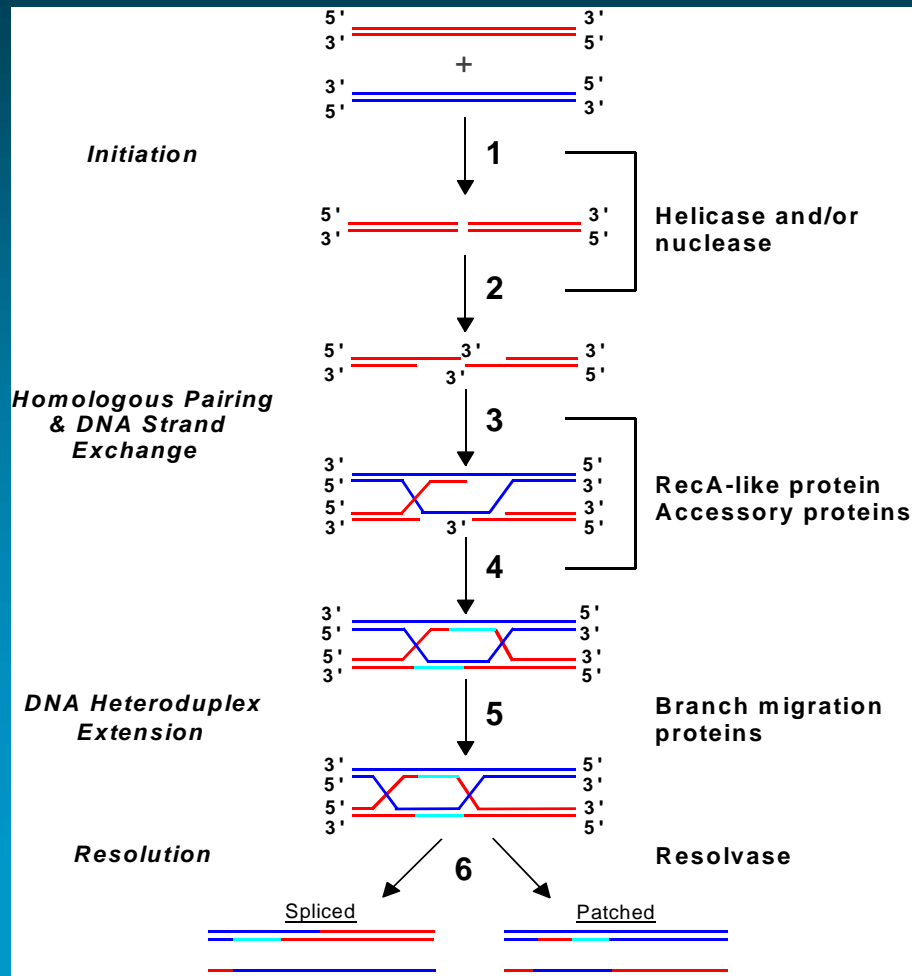 5' 3'
3' 5'
+
3' 5'
5' 3'
Initiation
1
5' 3'
3' 5'
Helicase and/or
nuclease
2
5' 3' 3'
3' 3' 5'
Homologous Pairing
& DNA Strand
Exchange
3
3' 5'
5' 3'
5' 3'
3' 3' 5'
RecA-like protein
Accessory proteins
4
3' 5'
5' 3'
5' 3'
3' 5'
DNA Heteroduplex
Extension
5
Branch migration
proteins
3' 5'
5' 3'
5' 3'
3' 5'
Resolution
6
Resolvase
Spliced
Patched